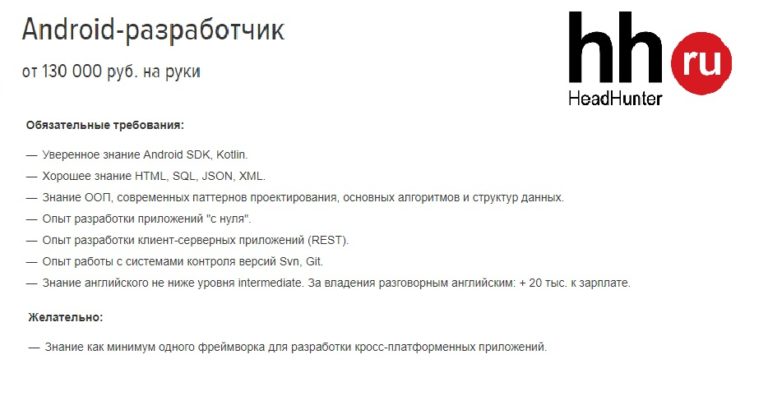 Android-разработчик
от 130 000 руб. на руки
hh ru
HeadHunter
Обязательные требования:
— Уверенное знание Android SDK, Kotlin.
— Хорошее знание HTML, SQL, JSON, XML.
— Знание ООП, современных паттернов проектирования, основных алгоритмов и структур данных.
— Опыт разработки приложений "с нуля".
— Опыт разработки клиент-серверных приложений (REST).
— Опыт работы с системами контроля версий Svn, Git.
— Знание английского не ниже уровня intermediate. За владения разговорным английским: + 20 тыс. к зарплате.
Желательно:
— Знание как минимум одного фреймворка для разработки кросс-платформенных приложений.